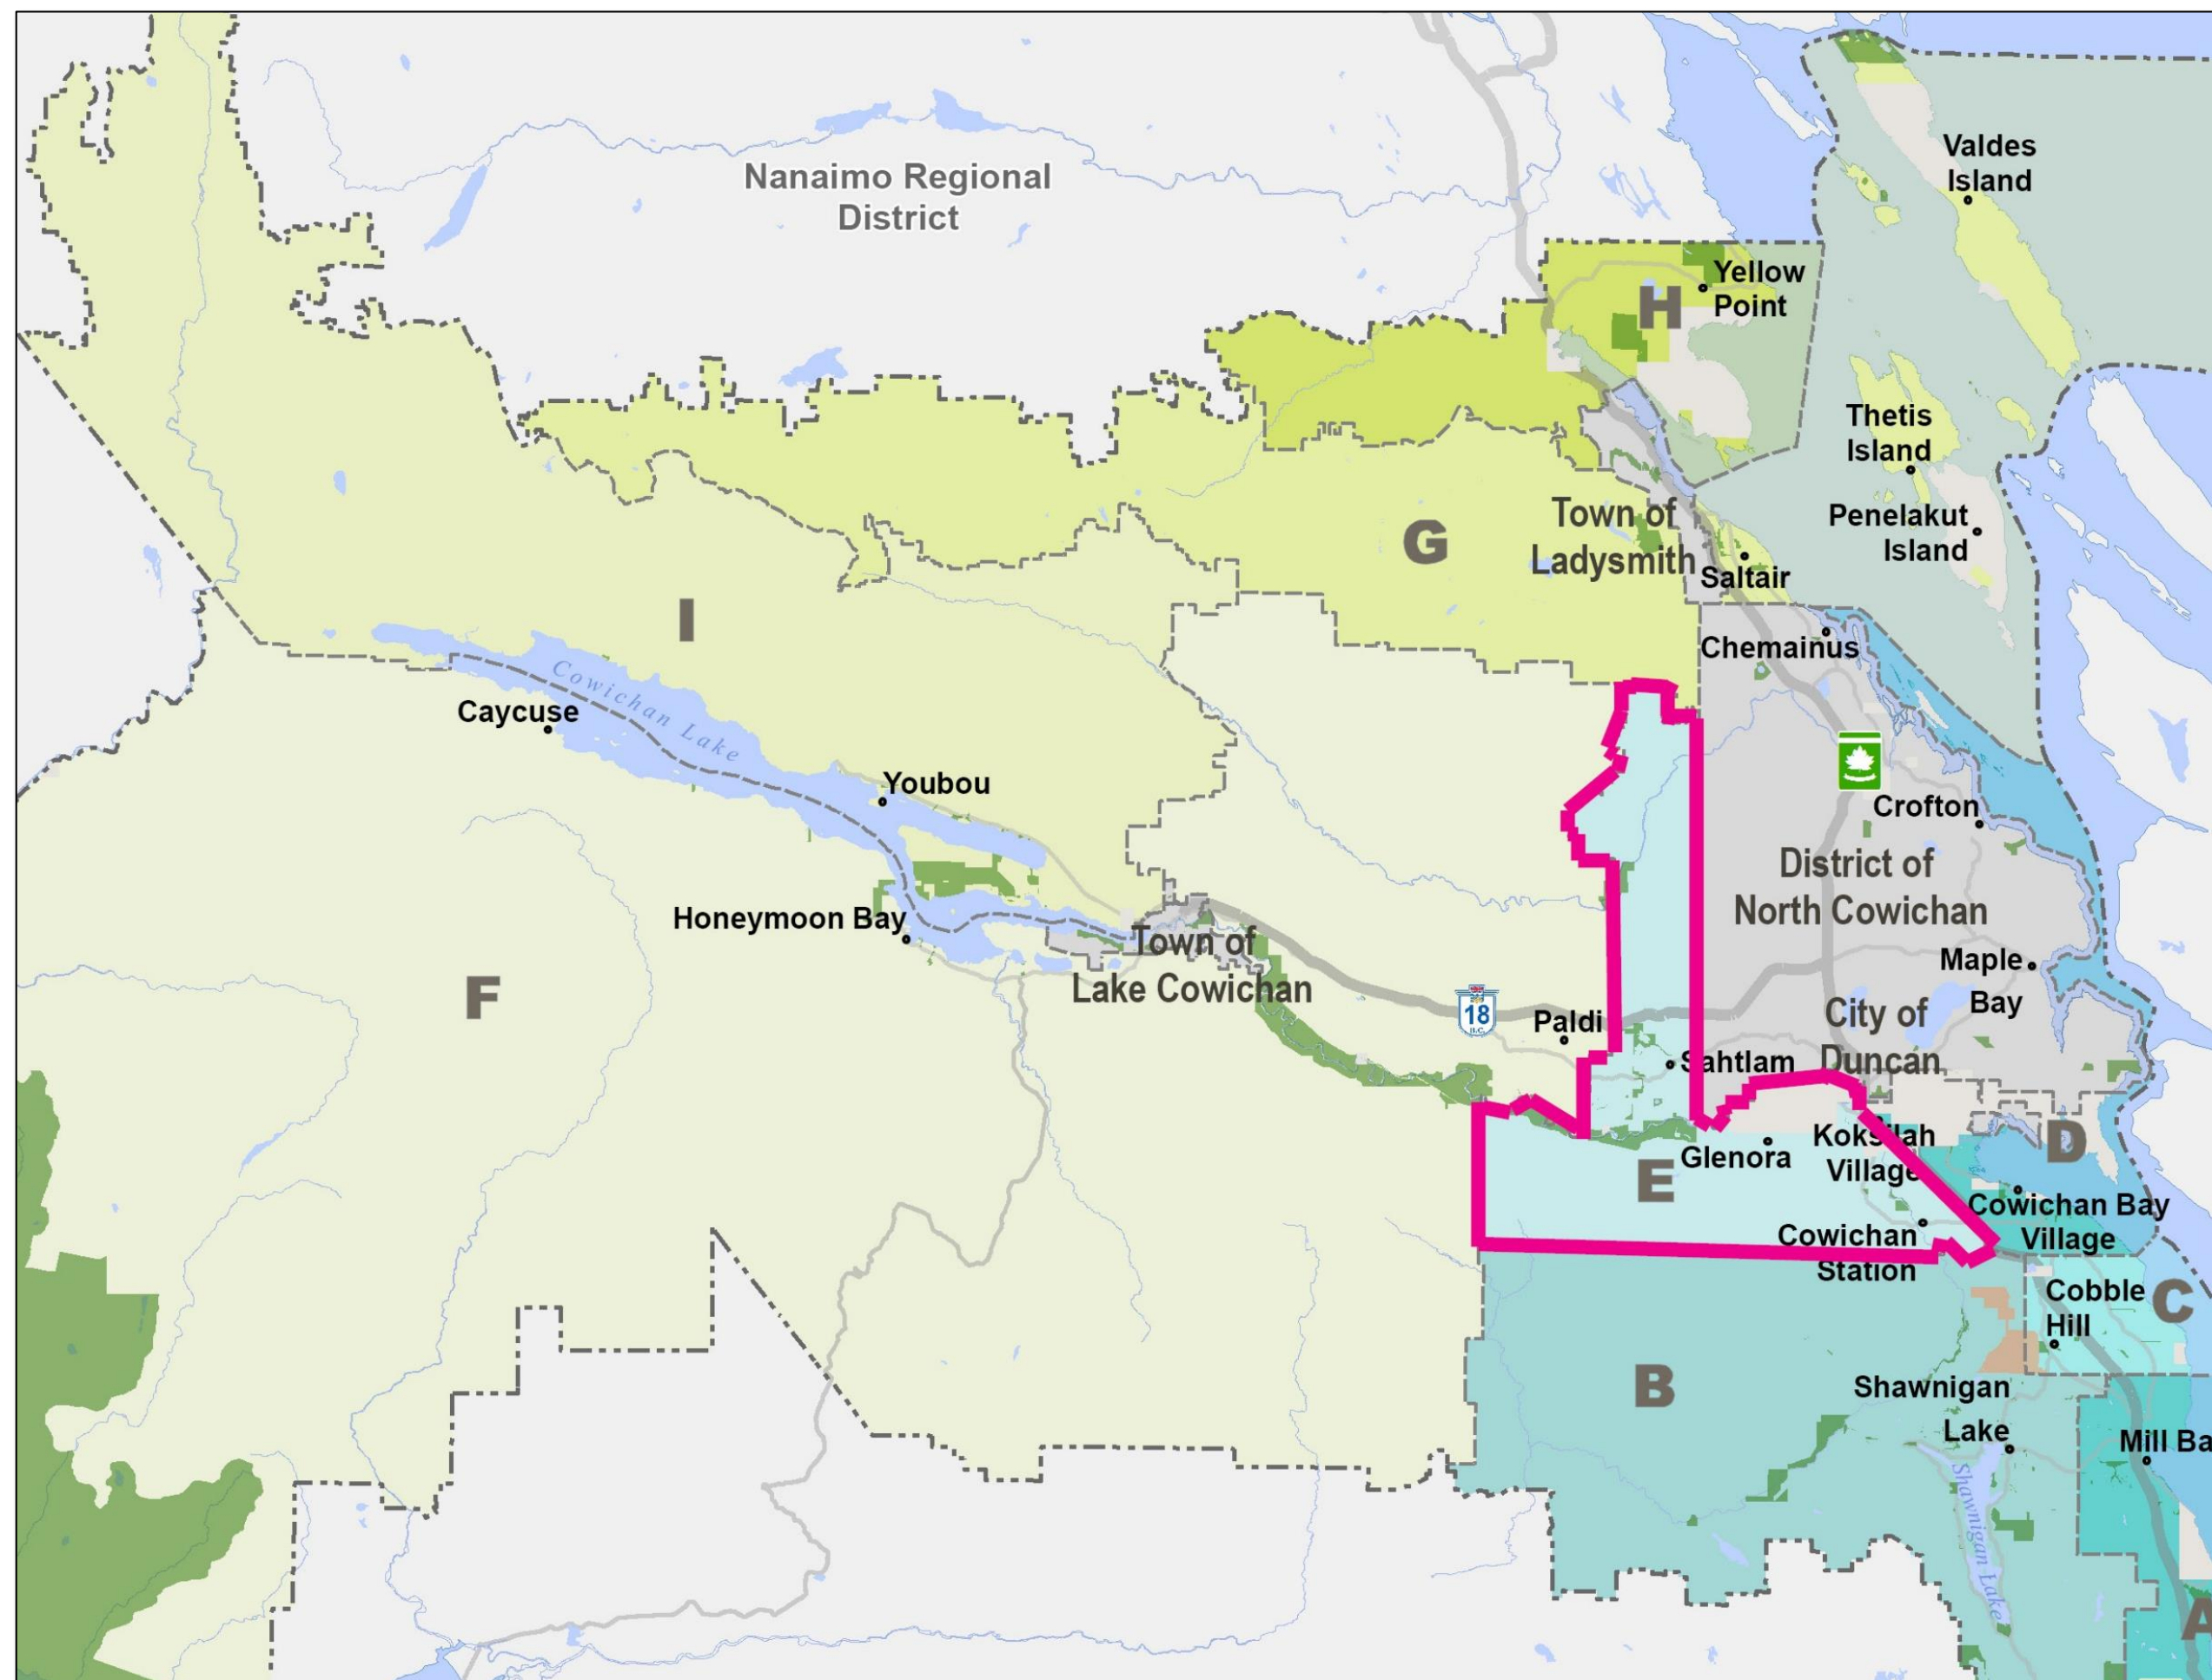 Nanaimo Regional
District
Valdes
Island
Yellow
Point
H
Thetis
Island
Penelakut
Island
G
Town of
Ladysmith
Saltair
I
Chemainus
Cowichan Lake
Caycuse
Youbou
Crofton
District of
North Cowichan
Honeymoon Bay
Town of
Lake Cowichan
F
18
B.C.
Paldi
Maple
Bay
City of
Duncan
Sahtlam
D
Koksilah
Village
Glenora
E
Cowichan Bay
Village
Cowichan
Station
C
Cobble
Hill
B
Shawnigan
Lake
Mill Ba
Shawnigan Lake
A